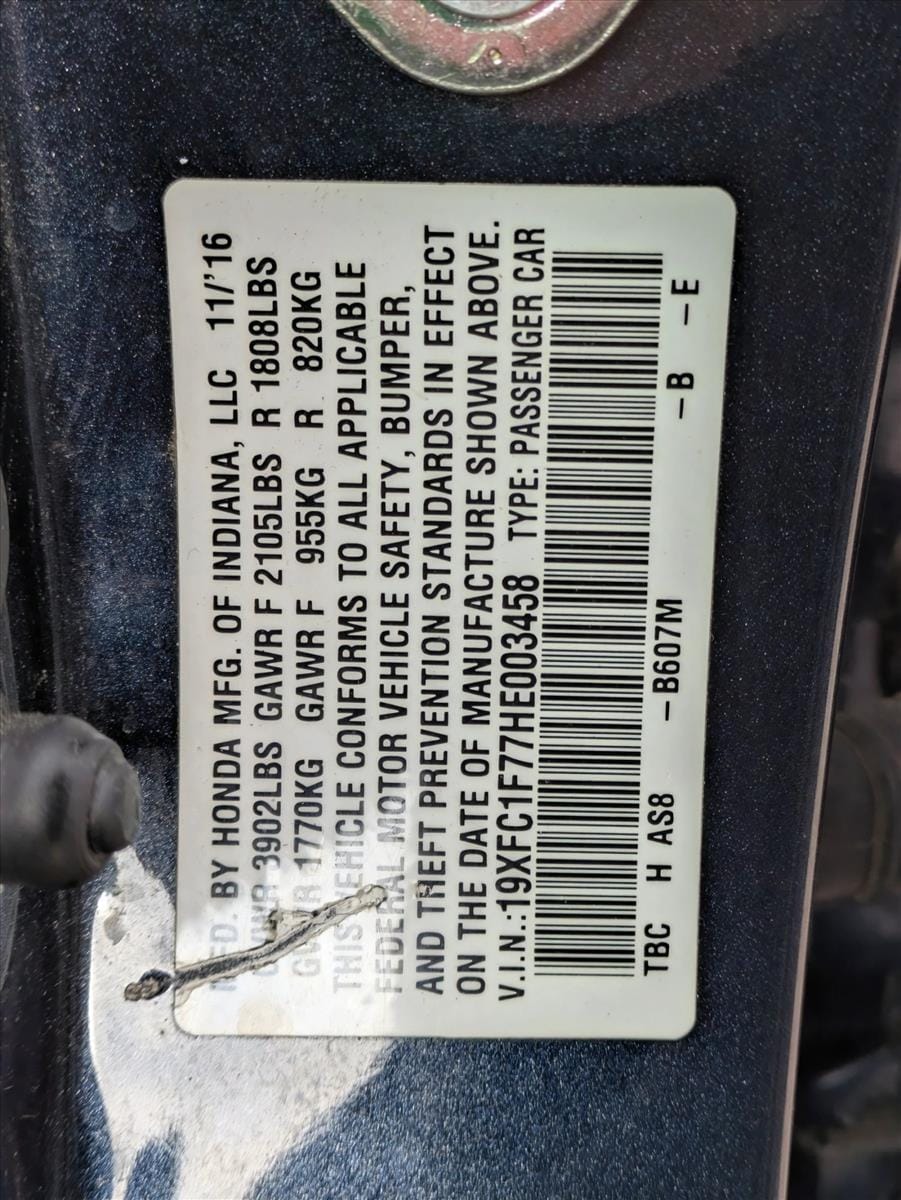 MFD. BY HONDA MFG. OF INDIANA, LLC 11/'16
GVWR 3902LBS GAWR F 2105LBS R 1808LBS
GVWR 1770KG GAWR F 955KG R 820KG
THIS VEHICLE CONFORMS TO ALL APPLICABLE
FEDERAL MOTOR VEHICLE SAFETY, BUMPER,
AND THEFT PREVENTION STANDARDS IN EFFECT
ON THE DATE OF MANUFACTURE SHOWN ABOVE.
V.I.N.:19XFC1F77HE003458 TYPE: PASSENGER CAR
TBC H AS8 –B607M –B –E